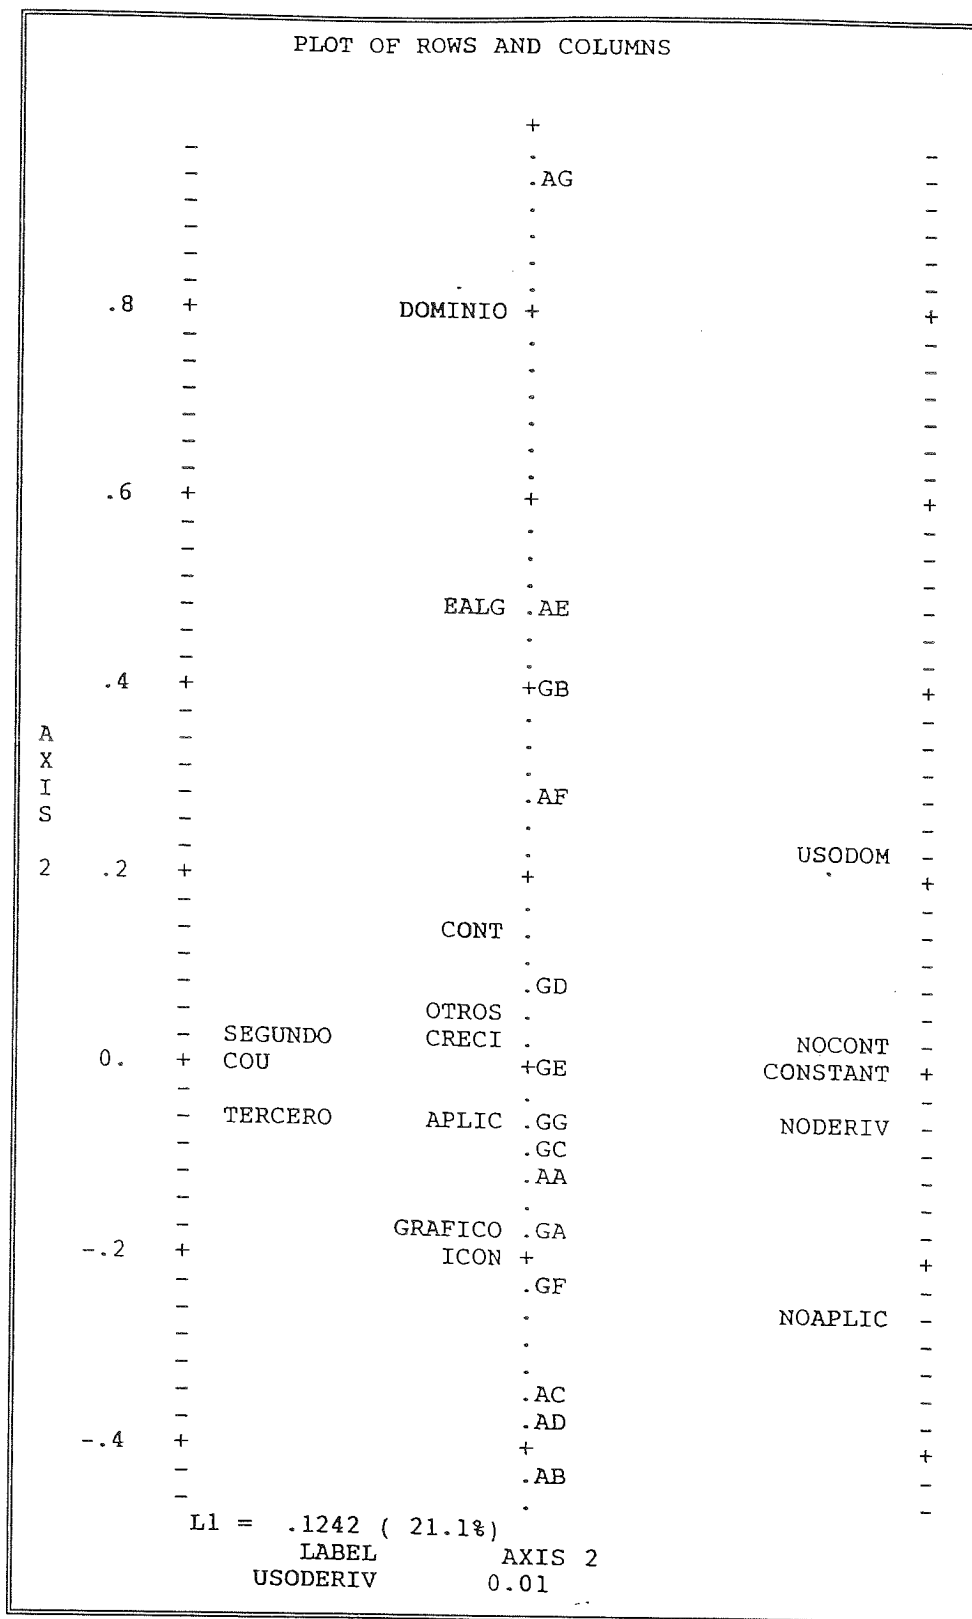 PLOT OF ROWS AND COLUMNS
+
- . -
- . AG -
- . -
- . -
- . -
- . -
.8 + DOMINIO + +
- . -
- . -
- . -
- . -
- . -
- . -
.6 + + +
- . -
- . -
- . -
- EALG . AE -
- . -
- . -
.4 + +GB +
- . -
A - . -
X - . -
I - .AF -
S - . -
- . USODOM -
2 .2 + + +
- . -
- CONT . -
- . -
- .GD -
- OTROS . -
- SEGUNDO CRECI . NOCONT -
0. + COU +GE CONSTANT +
- . -
- TERCERO APLIC .GG NODERIV -
- .GC -
- .AA -
- . -
- GRAFICO .GA -
-.2 + ICON + +
- .GF -
- . NOAPLIC -
- . -
- . -
- .AC -
- .AD -
-.4 + + +
- .AB -
- . -
L1 = .1242 ( 21.1%)
LABEL AXIS 2
USODERIV 0.01